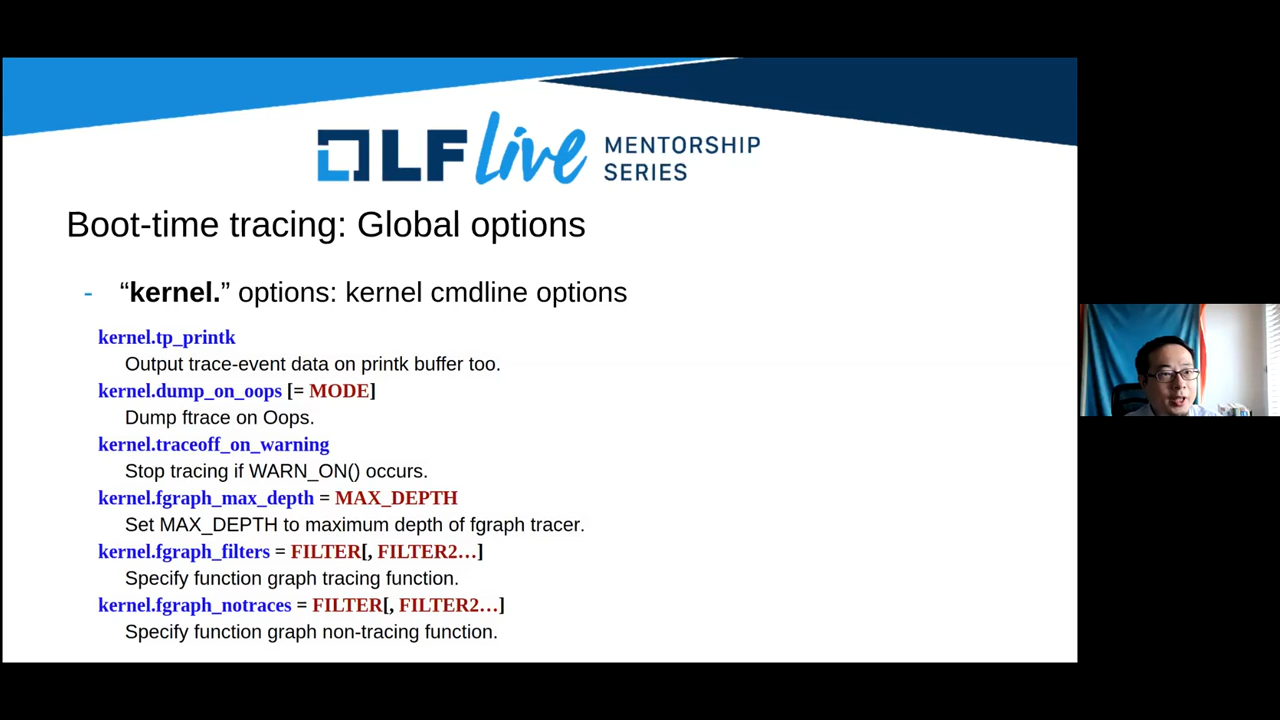 LF Live MENTORSHIP
SERIES
Boot-time tracing: Global options
- “kernel.” options: kernel cmdline options
kernel.tp_printk
Output trace-event data on printk buffer too.
kernel.dump_on_oops [= MODE]
Dump ftrace on Oops.
kernel.traceoff_on_warning
Stop tracing if WARN_ON() occurs.
kernel.fgraph_max_depth = MAX_DEPTH
Set MAX_DEPTH to maximum depth of fgraph tracer.
kernel.fgraph_filters = FILTER[, FILTER2…]
Specify function graph tracing function.
kernel.fgraph_notraces = FILTER[, FILTER2…]
Specify function graph non-tracing function.